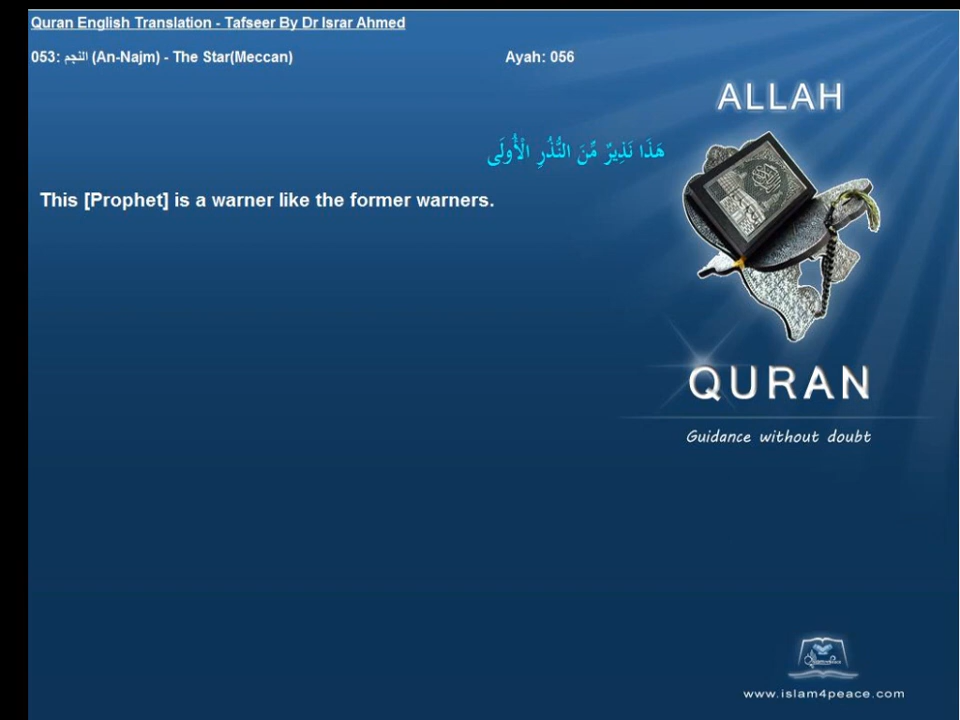 Quran English Translation - Tafseer By Dr Israr Ahmed
053: النجم (An-Najm) - The Star(Meccan) Ayah: 056
ALLAH
هَذَا نَذِيرٌ مِّنَ النُّذُرِ الْأُولَى
This [Prophet] is a warner like the former warners.
QURAN
Guidance without doubt
www.islam4peace.com